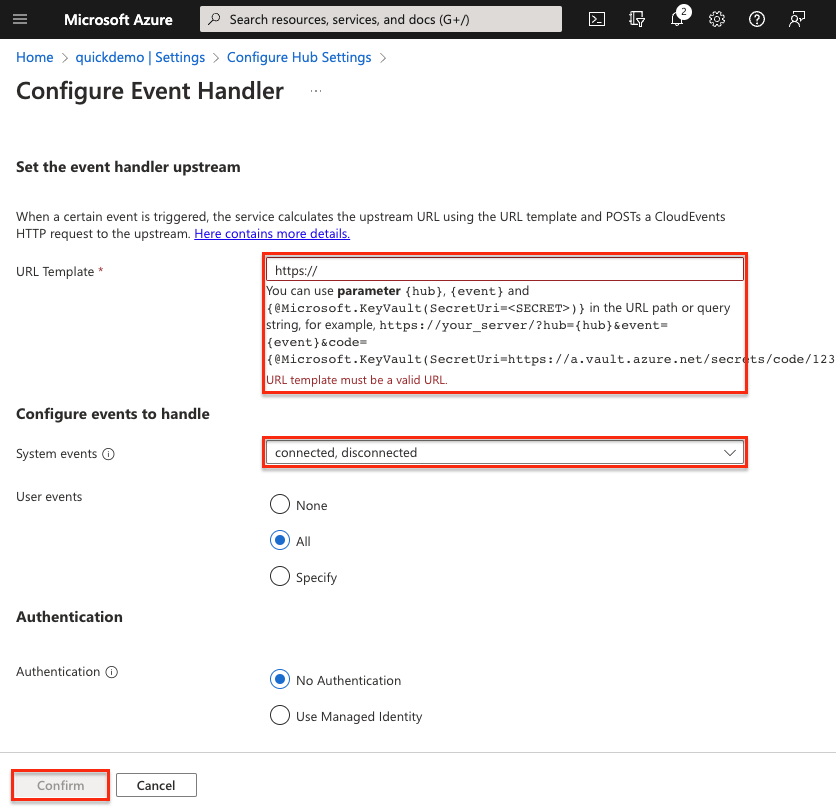 Microsoft Azure
Search resources, services, and docs (G+/)
2
Home > quickdemo | Settings > Configure Hub Settings >
Configure Event Handler ...
Set the event handler upstream
When a certain event is triggered, the service calculates the upstream URL using the URL template and POSTs a CloudEvents
HTTP request to the upstream. Here contains more details.
URL Template *
https://
You can use parameter {hub}, {event} and
{@Microsoft.KeyVault(SecretUri=<SECRET>)} in the URL path or query
string, for example, https://your_server/?hub={hub}&event=
{event}&code=
{@Microsoft.KeyVault(SecretUri=https://a.vault.azure.net/secrets/code/123
URL template must be a valid URL.
Configure events to handle
System events
connected, disconnected
User events
None
All
Specify
Authentication
Authentication
No Authentication
Use Managed Identity
Confirm
Cancel